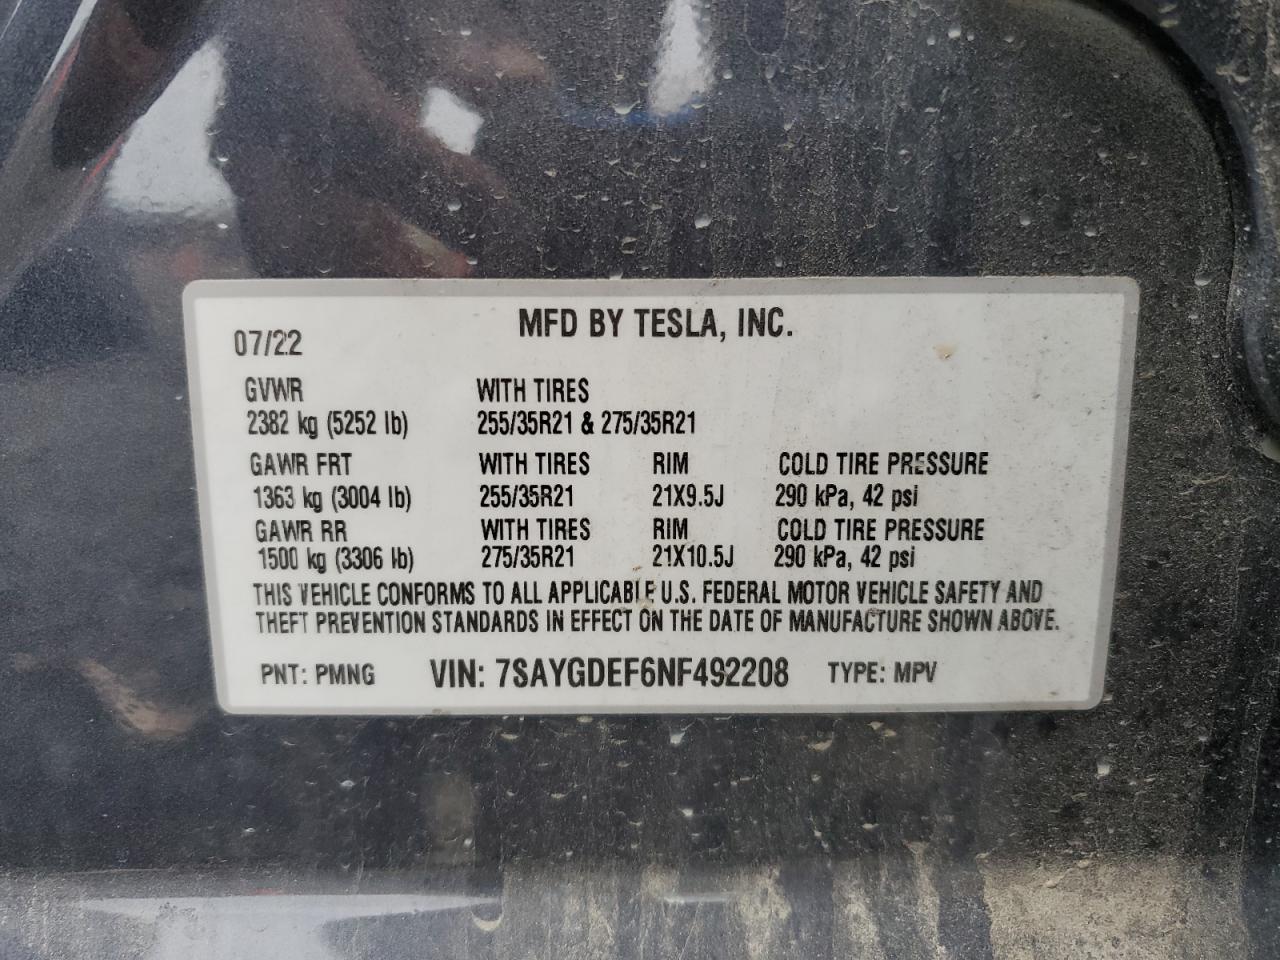 MFD BY TESLA, INC.
07/22
GVWR WITH TIRES
2382 kg (5252 lb) 255/35R21 & 275/35R21
GAWR FRT WITH TIRES RIM COLD TIRE PRESSURE
1363 kg (3004 lb) 255/35R21 21X9.5J 290 kPa, 42 psi
GAWR RR WITH TIRES RIM COLD TIRE PRESSURE
1500 kg (3306 lb) 275/35R21 21X10.5J 290 kPa, 42 psi
THIS VEHICLE CONFORMS TO ALL APPLICABLE U.S. FEDERAL MOTOR VEHICLE SAFETY AND
THEFT PREVENTION STANDARDS IN EFFECT ON THE DATE OF MANUFACTURE SHOWN ABOVE.
PNT: PMNG VIN: 7SAYGDEF6NF492208 TYPE: MPV